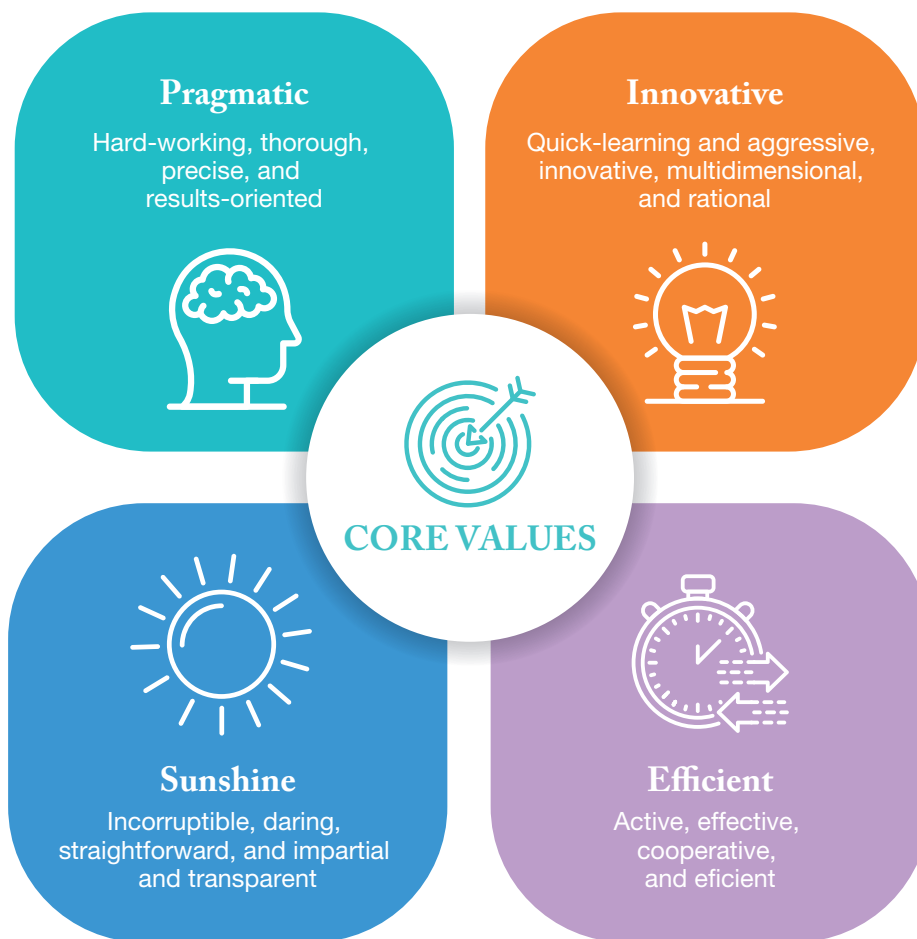 Pragmatic
Hard-working, thorough,
precise, and
results-oriented
Innovative
Quick-learning and aggressive,
innovative, multidimensional,
and rational
CORE VALUES
Sunshine
Incorruptible, daring,
straightforward, and impartial
and transparent
Efficient
Active, effective,
cooperative,
and eficient